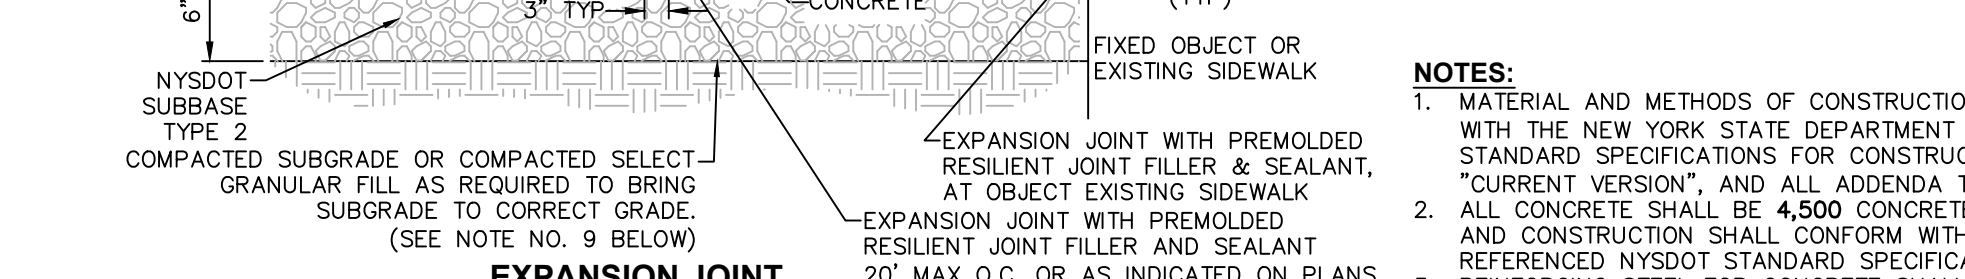 6"
3" TYP
CONCRETE
(TYP)
NYSDOT
SUBBASE
TYPE 2
COMPACTED SUBGRADE OR COMPACTED SELECT
GRANULAR FILL AS REQUIRED TO BRING
SUBGRADE TO CORRECT GRADE.
(SEE NOTE NO. 9 BELOW)
EXPANSION JOINT
FIXED OBJECT OR
EXISTING SIDEWALK
EXPANSION JOINT WITH PREMOLDED
RESILIENT JOINT FILLER & SEALANT,
AT OBJECT EXISTING SIDEWALK
EXPANSION JOINT WITH PREMOLDED
RESILIENT JOINT FILLER AND SEALANT
20' MAX O.C. OR AS INDICATED ON PLANS
NOTES:
1. MATERIAL AND METHODS OF CONSTRUCTIO
WITH THE NEW YORK STATE DEPARTMENT
STANDARD SPECIFICATIONS FOR CONSTRUC
"CURRENT VERSION", AND ALL ADDENDA T
2. ALL CONCRETE SHALL BE 4,500 CONCRETE
AND CONSTRUCTION SHALL CONFORM WITH
REFERENCED NYSDOT STANDARD SPECIFICA